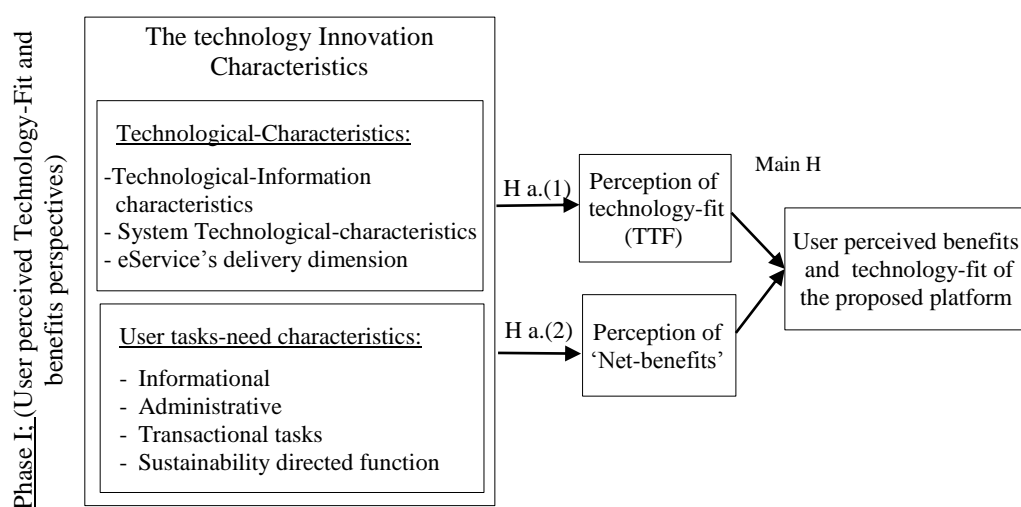 Phase I; (User perceived Technology-Fit and
benefits perspectives)
The technology Innovation
Characteristics
Technological-Characteristics:
-Technological-Information
characteristics
- System Technological-characteristics
- eService’s delivery dimension
User tasks-need characteristics:
- Informational
- Administrative
- Transactional tasks
- Sustainability directed function
H a.(1)
H a.(2)
Perception of
technology-fit
(TTF)
Perception of
‘Net-benefits’
Main H
User perceived benefits
and technology-fit of
the proposed platform